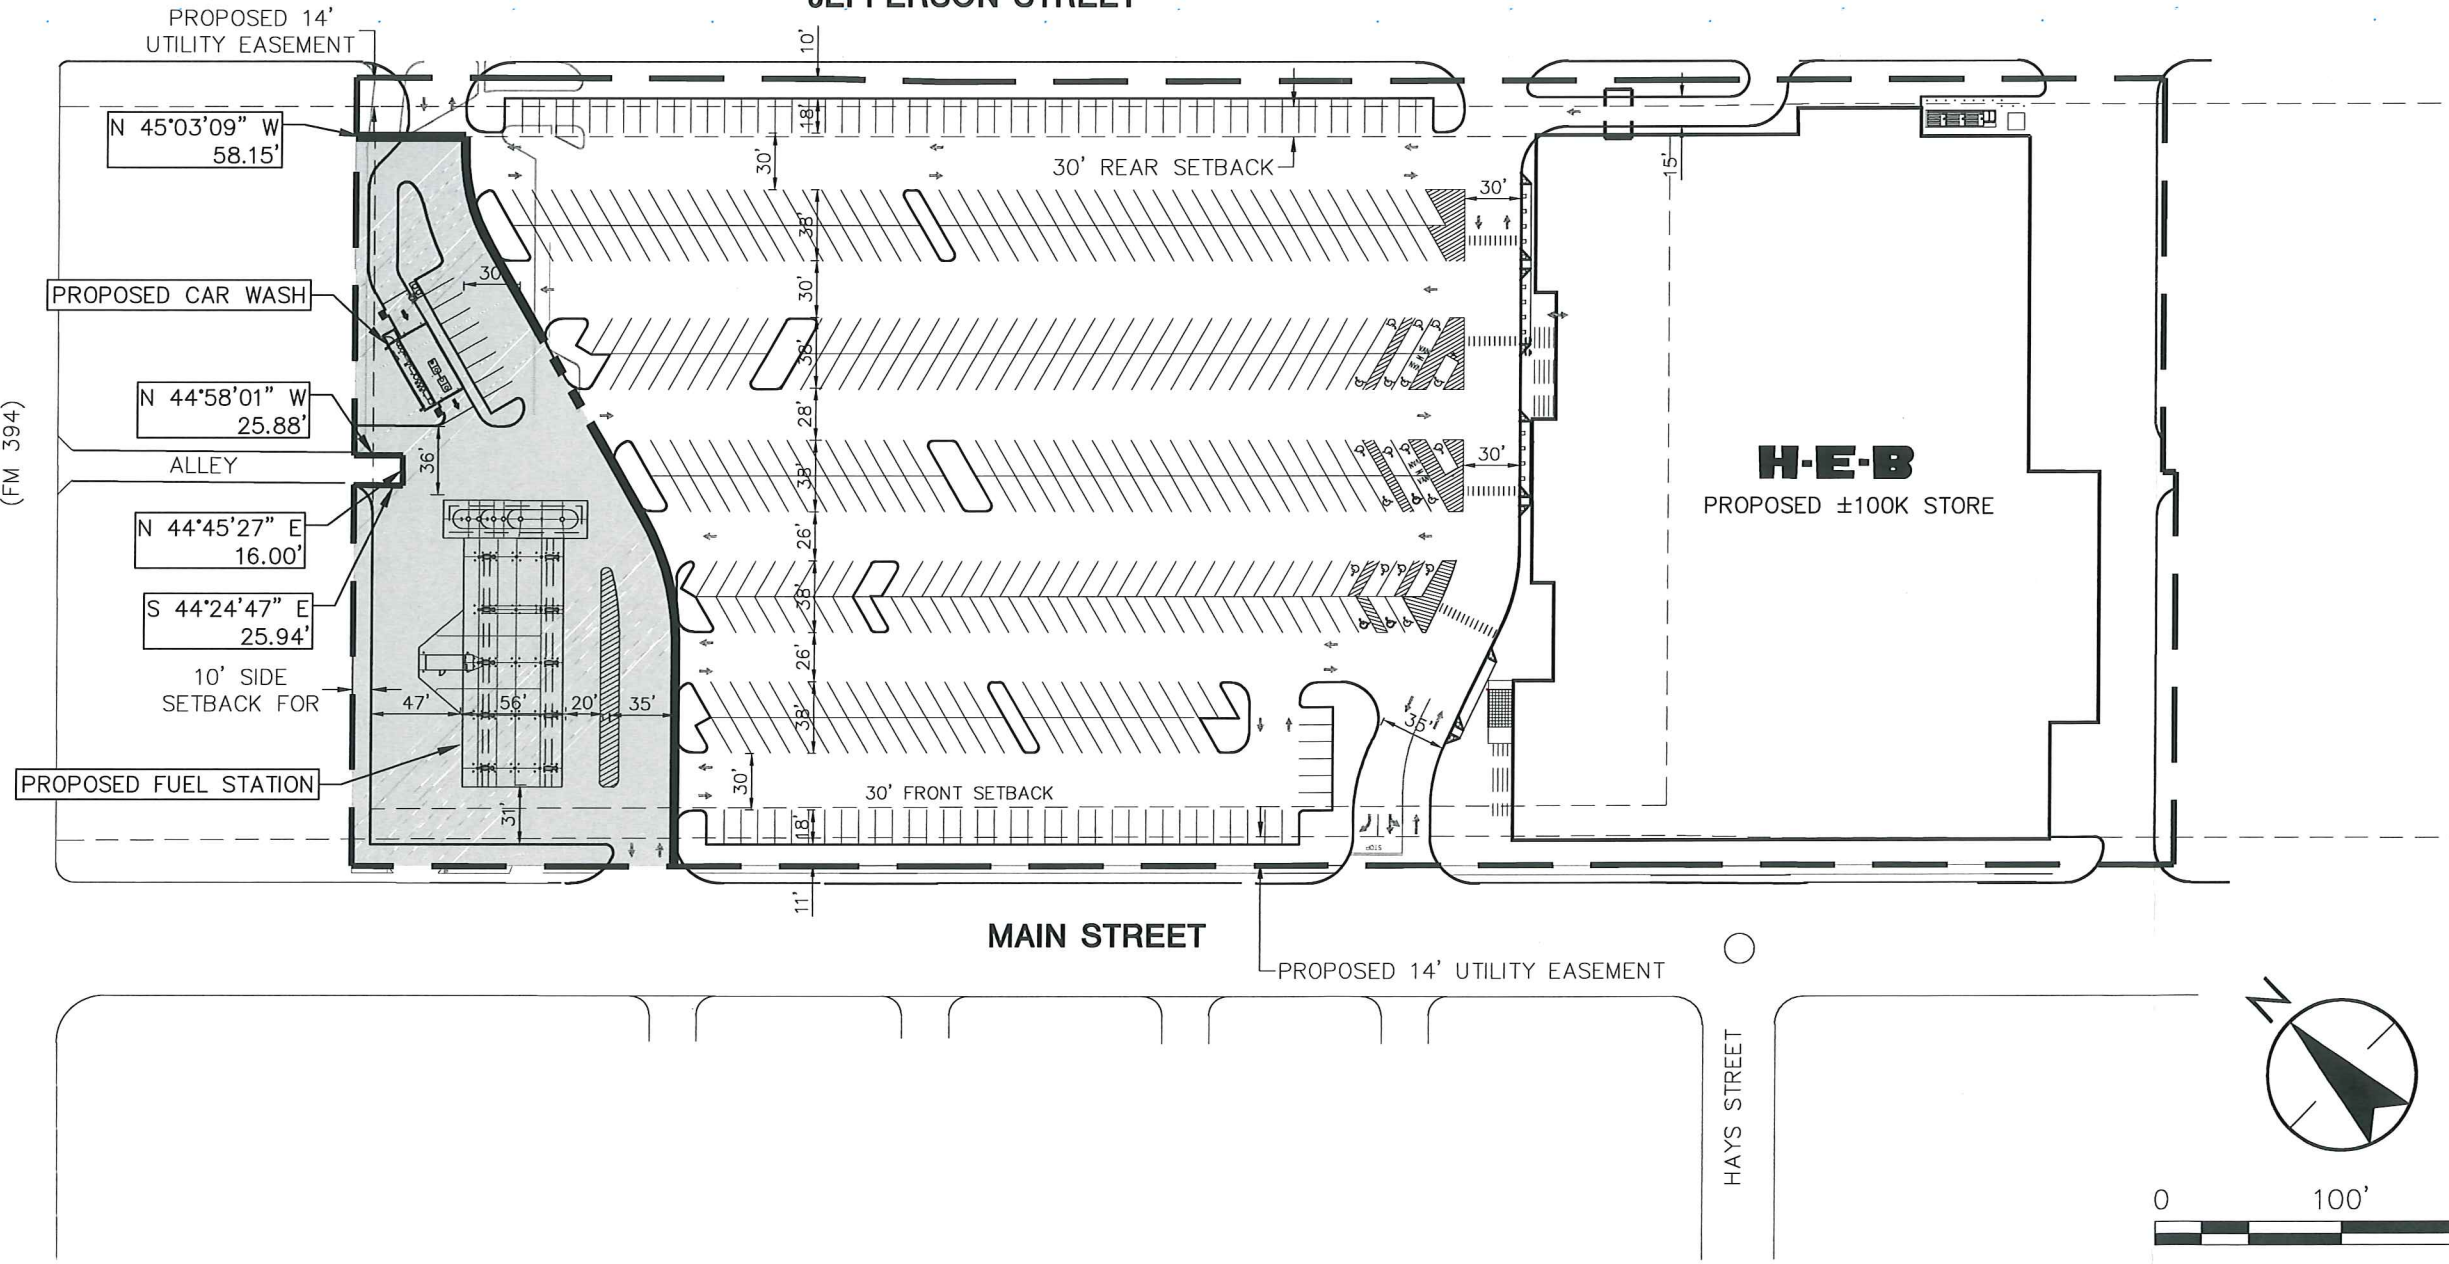 JEFFERSON STREET
PROPOSED 14'
UTILITY EASEMENT
10'
N 45°03'09" W
58.15'
18'
30'
30' REAR SETBACK
15'
30'
38'
PROPOSED CAR WASH
30'
30'
38'
N 44°58'01" W
25.88'
28'
(FM 394)
ALLEY
36'
38'
30'
H-E-B
PROPOSED ±100K STORE
N 44°45'27" E
16.00'
26'
S 44°24'47" E
25.94'
38'
26'
10' SIDE
SETBACK FOR
47'
56'
20'
35'
38'
35'
PROPOSED FUEL STATION
30'
30' FRONT SETBACK
31'
18'
STOP
11'
MAIN STREET
PROPOSED 14' UTILITY EASEMENT
HAYS STREET
N
0
100'